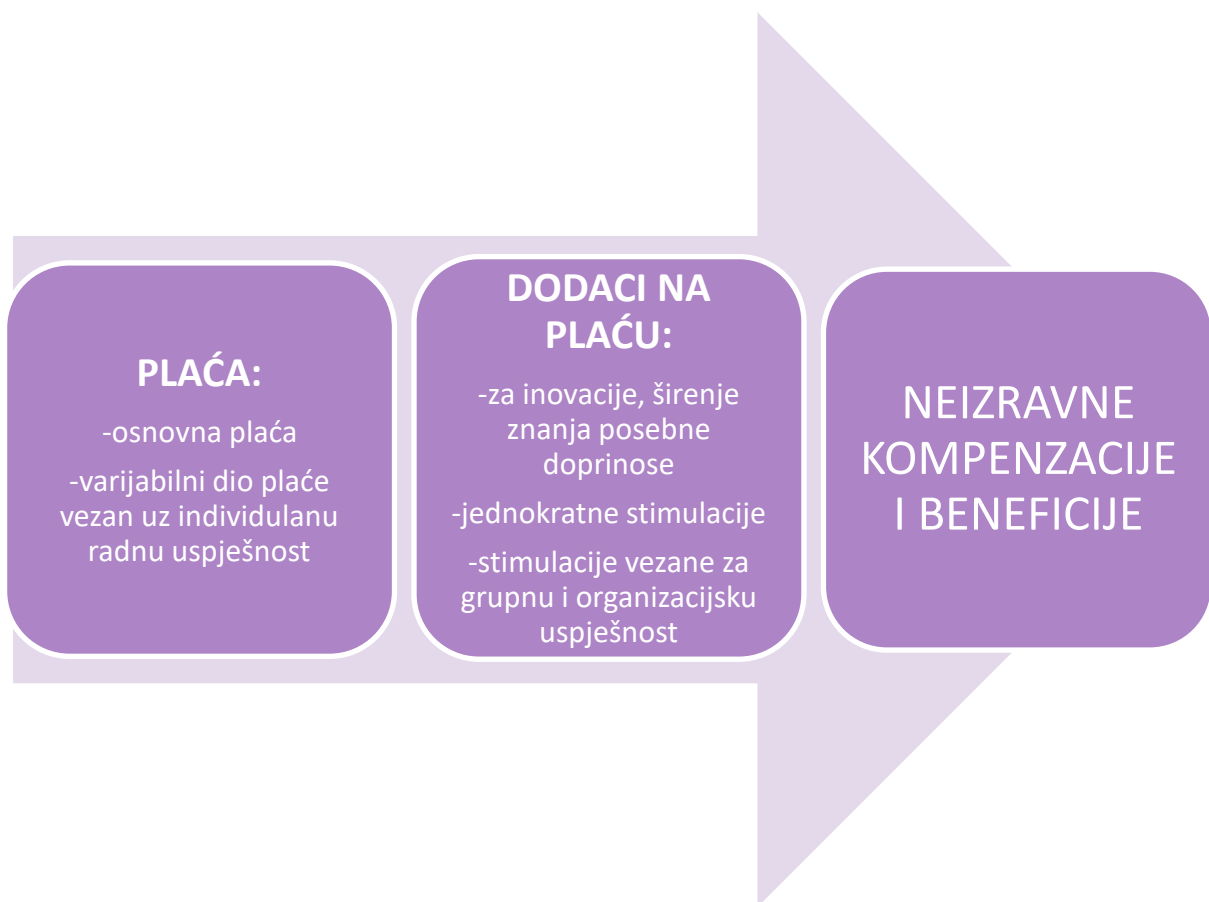 PLAĆA:
-osnovna plaća
-varijabilni dio plaće
vezan uz individulanu
radnu uspješnost
DODACI NA
PLAĆU:
-za inovacije, širenje
znanja posebne
doprinose
-jednokratne stimulacije
-stimulacije vezane za
grupnu i organizacijsku
uspješnost
NEIZRAVNE
KOMPENZACIJE
I BENEFICIJE